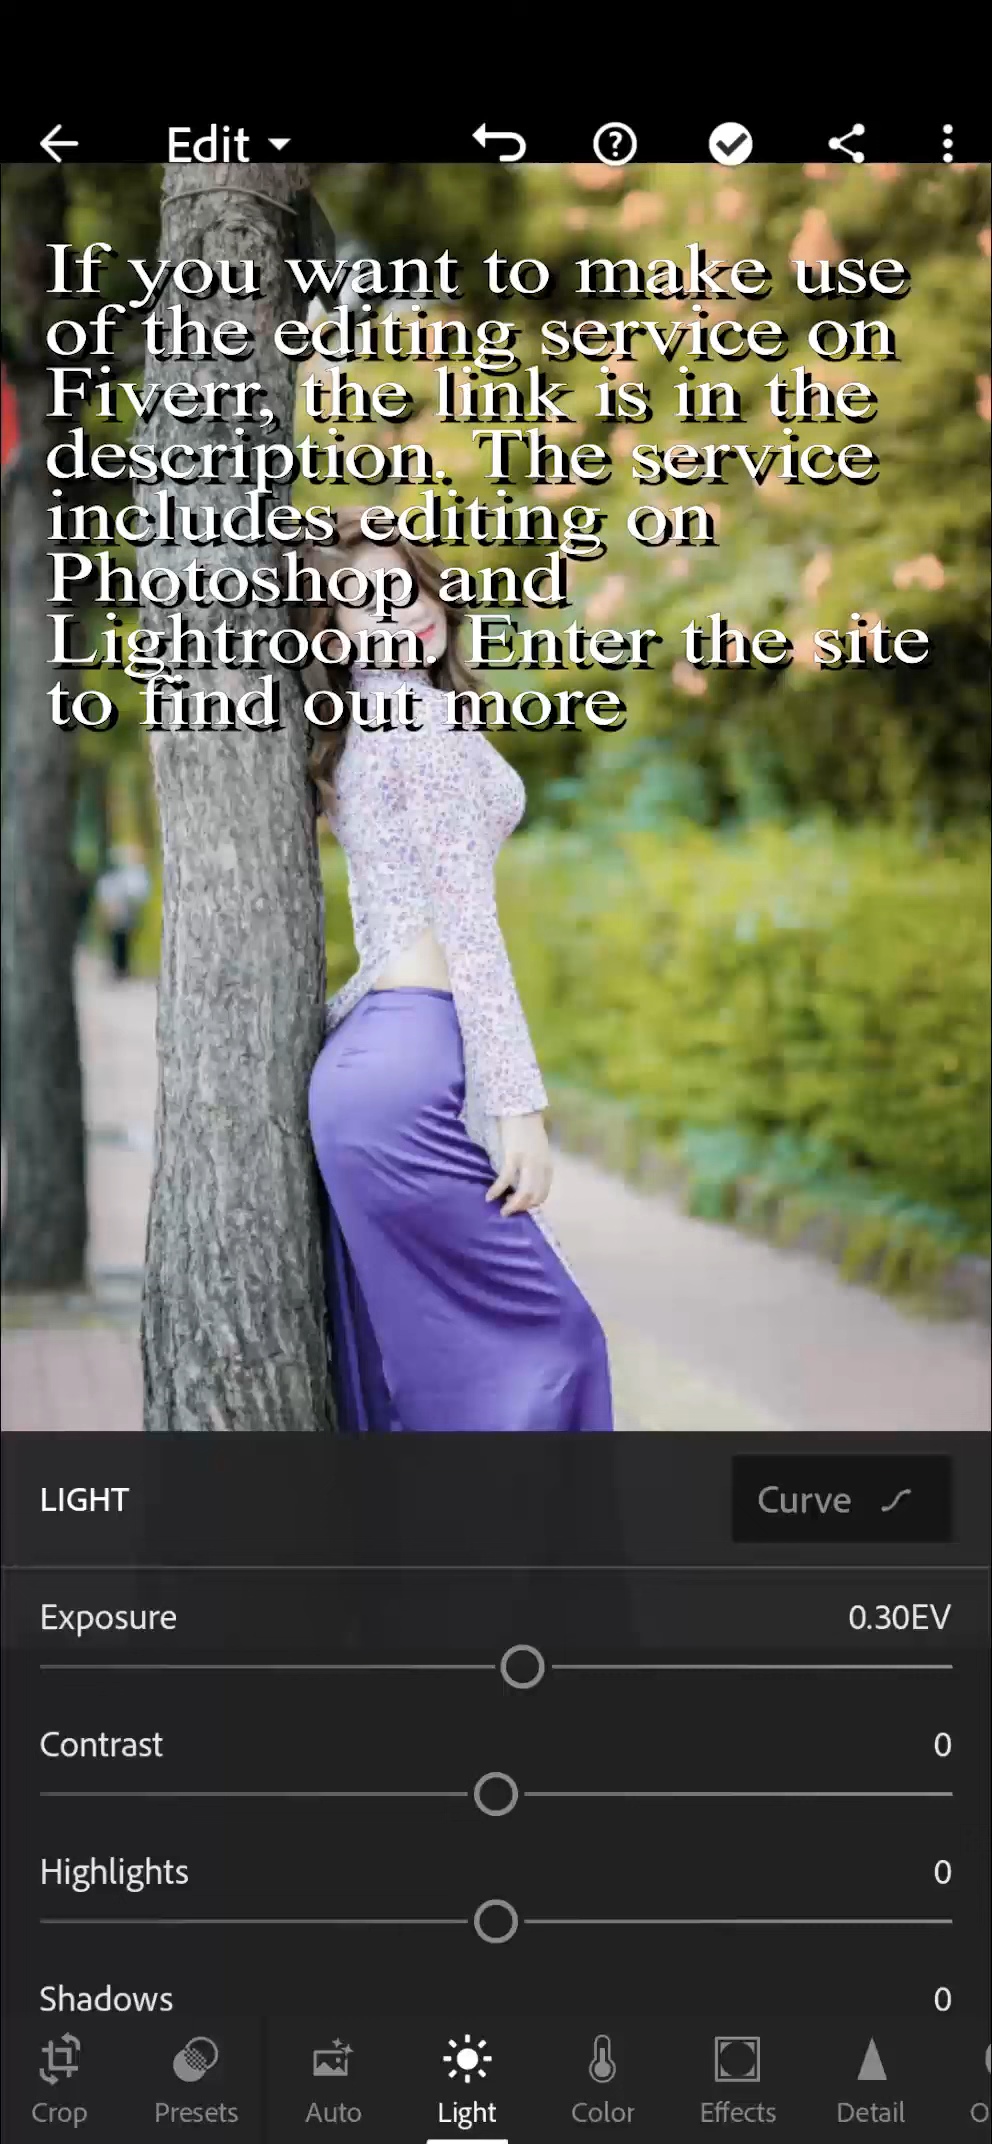 Edit
If you want to make use
of the editing service on
Fiverr, the link is in the
description. The service
includes editing on
Photoshop and
Lightroom. Enter the site
to find out more
LIGHT Curve
Exposure 0.30EV
Contrast 0
Highlights 0
Shadows 0
Crop Presets Auto Light Color Effects Detail